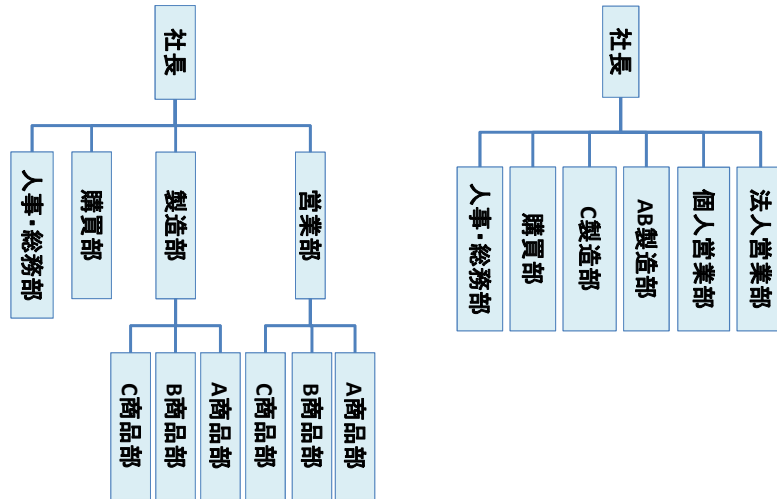 社長
人事・総務部
購買部
製造部
営業部
C商品部
B商品部
A商品部
C商品部
B商品部
A商品部
社長
人事・総務部
購買部
C製造部
AB製造部
個人営業部
法人営業部